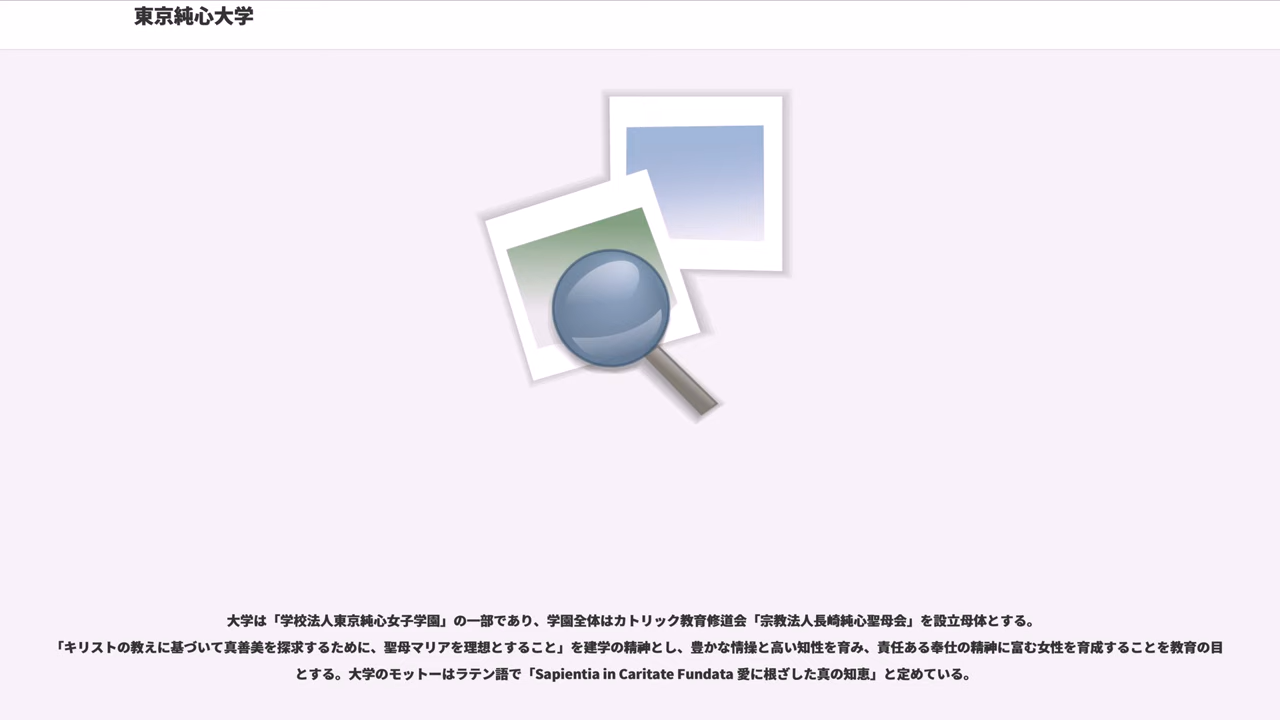 東京純心大学
大学は「学校法人東京純心女子学園」の一部であり、学園全体はカトリック教育修道会「宗教法人長崎純心聖母会」を設立母体とする。
「キリストの教えに基づいて真善美を探求するために、聖母マリアを理想とすること」を建学の精神とし、豊かな情操と高い知性を育み、責任ある奉仕の精神に富む女性を育成することを教育の目
とする。大学のモットーはラテン語で「Sapientia in Caritate Fundata 愛に根ざした真の知恵」と定めている。